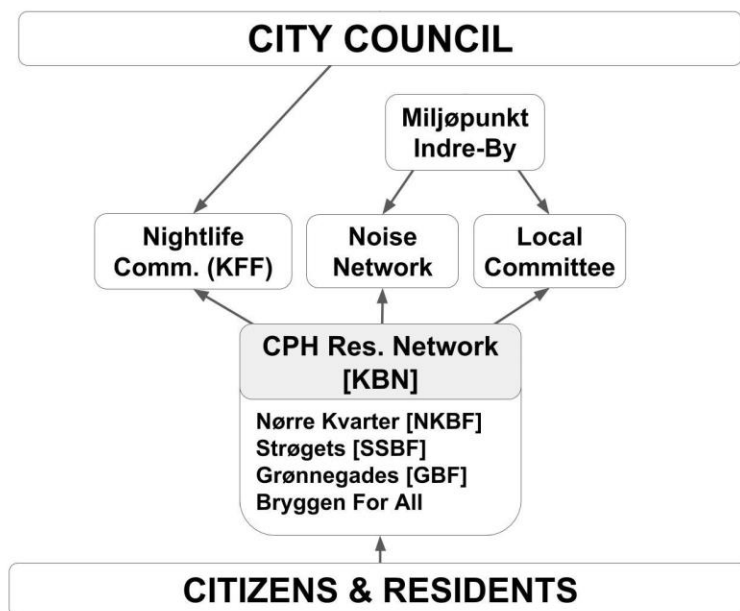 CITY COUNCIL
Miljøpunkt
Indre-By
Nightlife
Comm. (KFF)
Noise
Network
Local
Committee
CPH Res. Network
[KBN]
Nørre Kvarter [NKBF]
Strøgets [SSBF]
Grønnegades [GBF]
Bryggen For All
CITIZENS & RESIDENTS